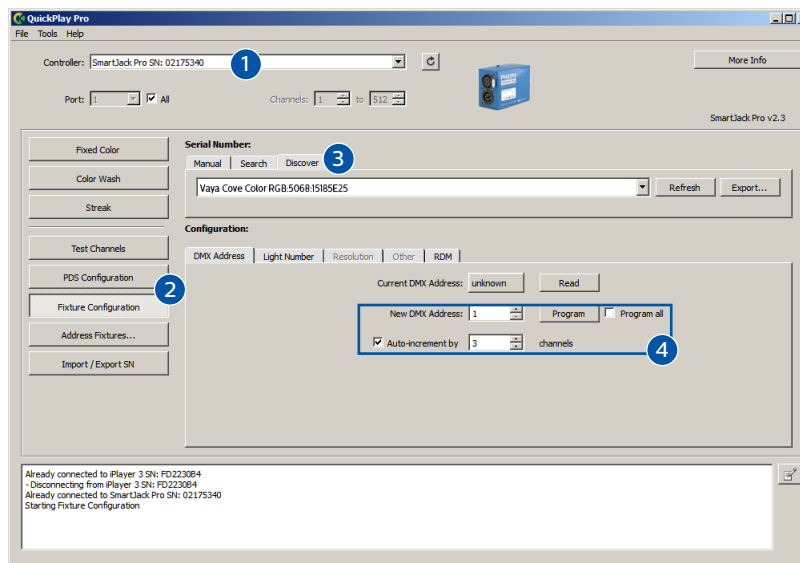 QuickPlay Pro
File Tools Help
Controller: SmartJack Pro SN: 02175340
1
More Info
Port: 1 All
Channels: 1 to 512
PHILIPS
SmartJack Pro v2.3
Fixed Color
Color Wash
Streak
Test Channels
PDS Configuration
2
Fixture Configuration
Address Fixtures...
Import / Export SN
Serial Number:
Manual Search Discover
3
Vaya Cove Color RGB:5068:15185E25
Refresh Export...
Configuration:
DMX Address Light Number Resolution Other RDM
Current DMX Address: unknown Read
New DMX Address: 1 Program Program all
Auto-increment by 3 channels
4
Already connected to iPlayer 3 SN: FD2230B4
- Disconnecting from iPlayer 3 SN: FD2230B4
Already connected to SmartJack Pro SN: 02175340
Starting Fixture Configuration